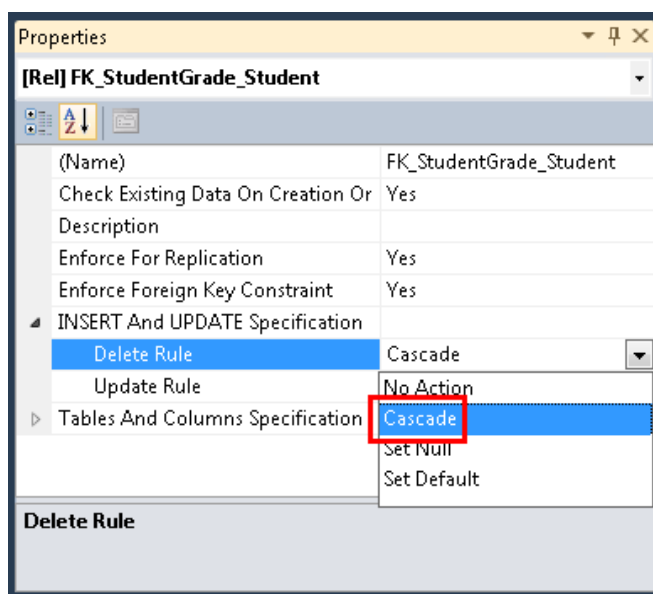 Properties
[Rel] FK_StudentGrade_Student
(Name) FK_StudentGrade_Student
Check Existing Data On Creation Or Yes
Description
Enforce For Replication Yes
Enforce Foreign Key Constraint Yes
INSERT And UPDATE Specification
Delete Rule Cascade
Update Rule No Action
Tables And Columns Specification Cascade
Set Null
Set Default
Delete Rule